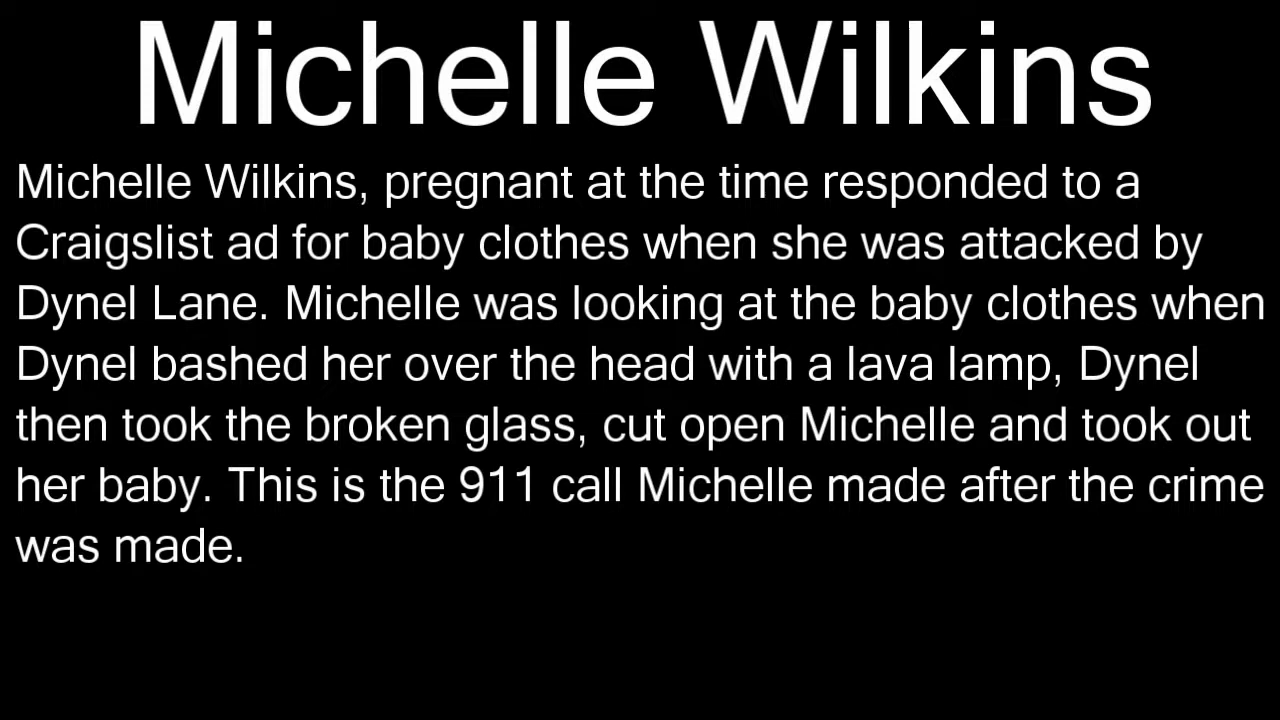 Michelle Wilkins
Michelle Wilkins, pregnant at the time responded to a
Craigslist ad for baby clothes when she was attacked by
Dynel Lane. Michelle was looking at the baby clothes when
Dynel bashed her over the head with a lava lamp, Dynel
then took the broken glass, cut open Michelle and took out
her baby. This is the 911 call Michelle made after the crime
was made.